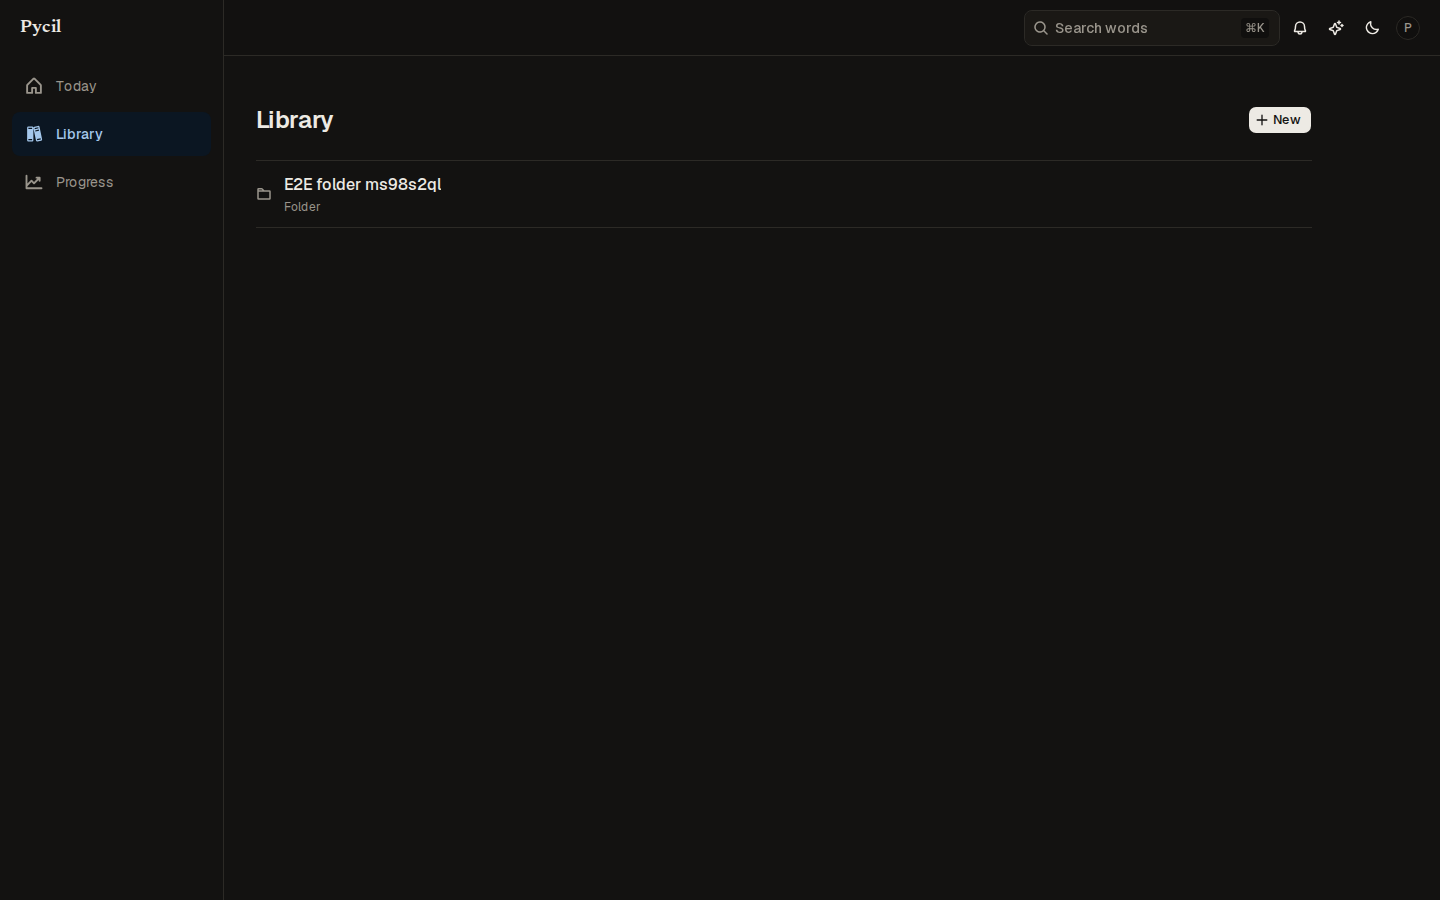 Pycil
Search words
⌘K
P
Today
Library
Progress
Library
New
E2E folder ms98s2ql
Folder